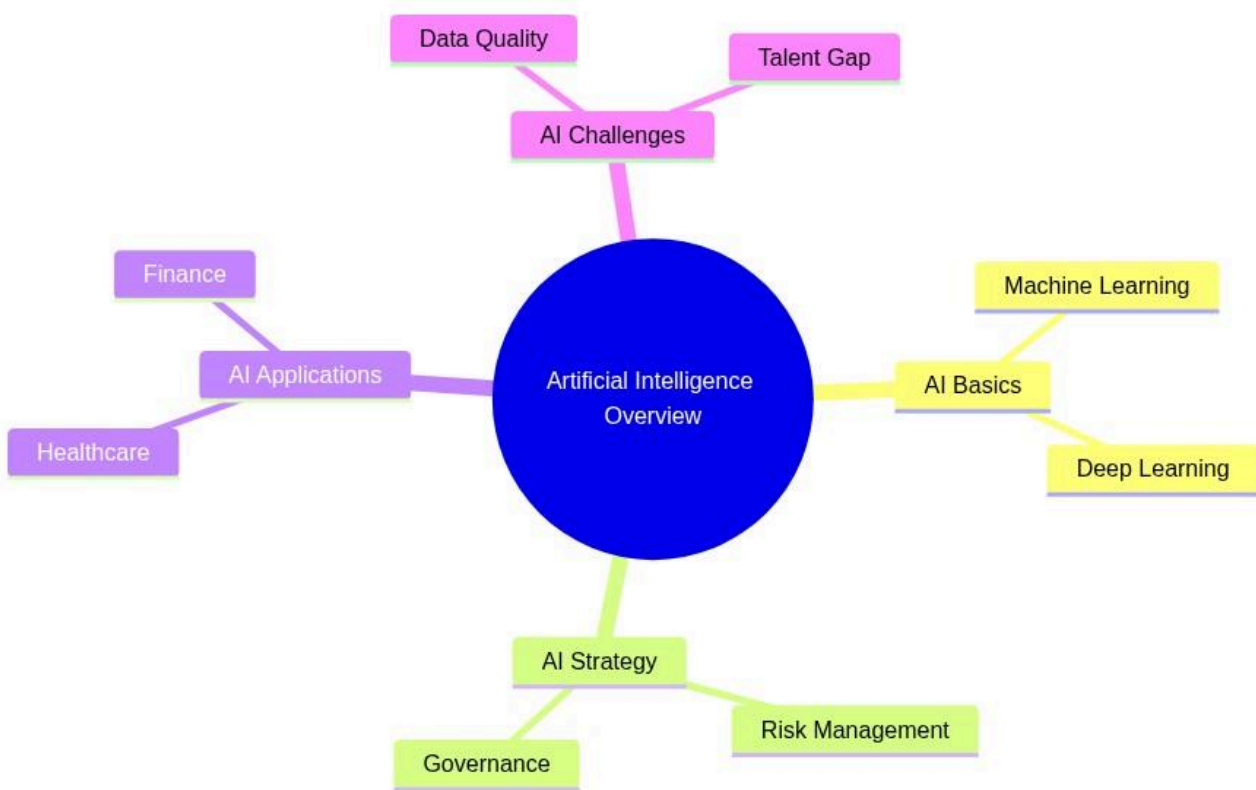 Data Quality
Talent Gap
AI Challenges
Finance
Machine Learning
AI Applications
Artificial Intelligence
Overview
AI Basics
Healthcare
Deep Learning
AI Strategy
Risk Management
Governance